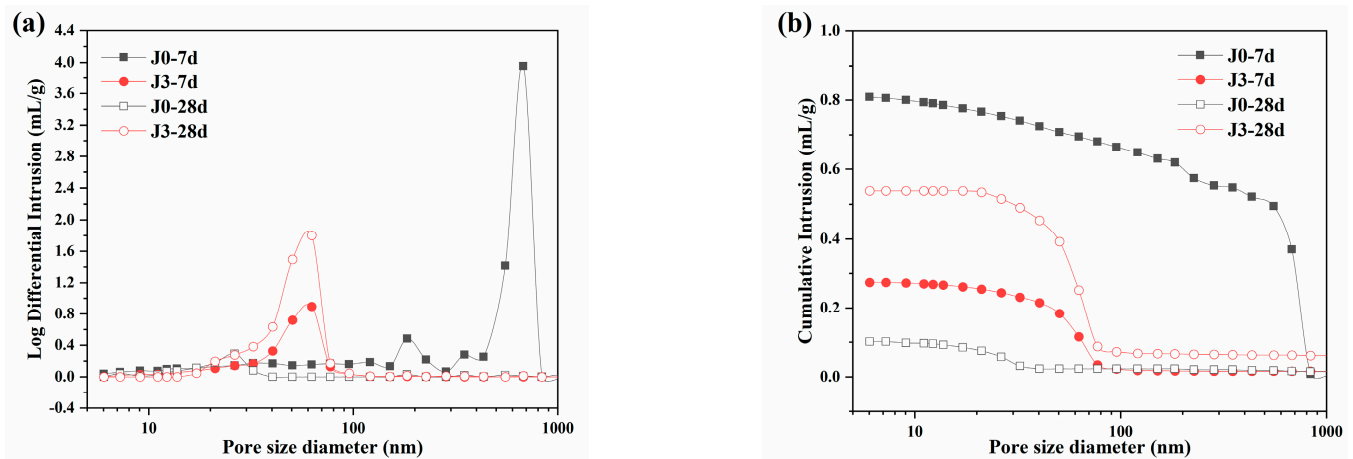 (a)
4.4
4.0
3.6
3.2
2.8
2.4
2.0
1.6
1.2
0.8
0.4
0.0
-0.4
Log Differential Intrusion (mL/g)
J0-7d
J3-7d
J0-28d
J3-28d
10
100
1000
Pore size diameter (nm)
(b)
1.0
0.8
0.6
0.4
0.2
0.0
Cumulative Intrusion (mL/g)
J0-7d
J3-7d
J0-28d
J3-28d
10
100
1000
Pore size diameter (nm)